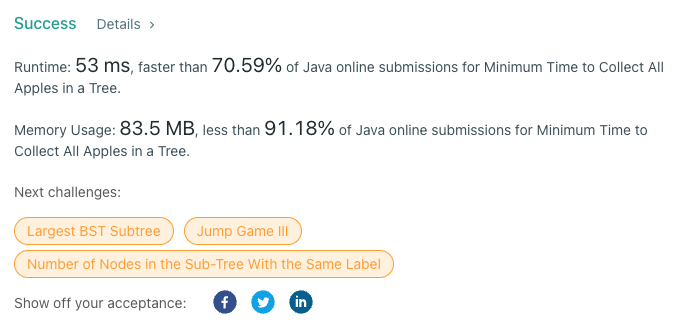 Success Details >
Runtime: 53 ms, faster than 70.59% of Java online submissions for Minimum Time to Collect All
Apples in a Tree.
Memory Usage: 83.5 MB, less than 91.18% of Java online submissions for Minimum Time to
Collect All Apples in a Tree.
Next challenges:
Largest BST Subtree Jump Game III
Number of Nodes in the Sub-Tree With the Same Label
Show off your acceptance: f in